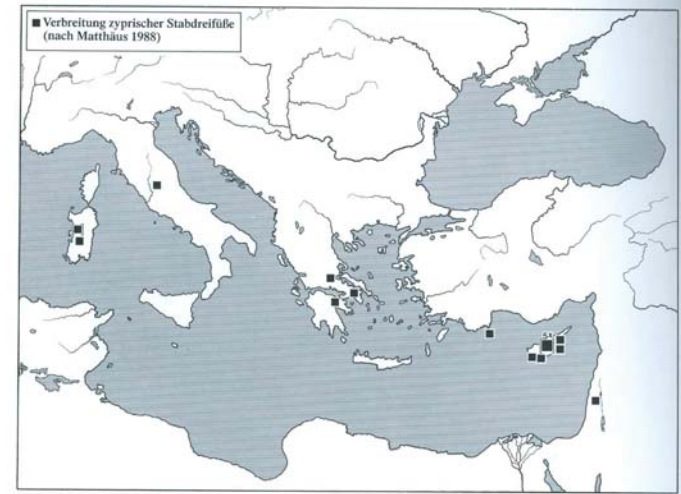 Verbreitung zyprischer Stabdreifüße
(nach Matthäus 1988)